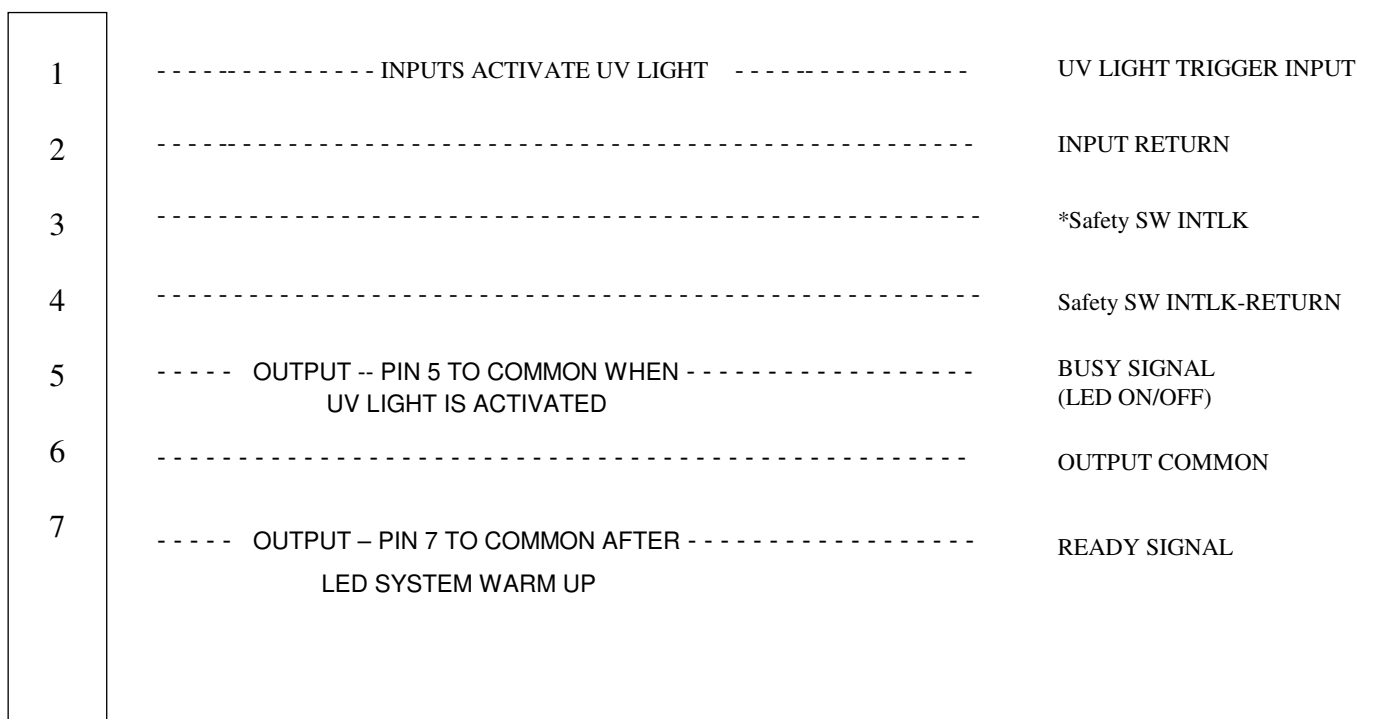 1 - - - - -- - - - - - - - - - - INPUTS ACTIVATE UV LIGHT - - - - -- - - - - - - - - - - UV LIGHT TRIGGER INPUT
2 - - - - -- - - - - - - - - - - - - - - - - - - - - - - - - - - - - - - - - - - - - - - - - - - - - - - - INPUT RETURN
3 - - - - - - - - - - - - - - - - - - - - - - - - - - - - - - - - - - - - - - - - - - - - - - - - - - - - - - *Safety SW INTLK
4 - - - - - - - - - - - - - - - - - - - - - - - - - - - - - - - - - - - - - - - - - - - - - - - - - - - - - - Safety SW INTLK-RETURN
5 - - - - - OUTPUT -- PIN 5 TO COMMON WHEN - - - - - - - - - - - - - - - - - - BUSY SIGNAL
UV LIGHT IS ACTIVATED (LED ON/OFF)
6 - - - - - - - - - - - - - - - - - - - - - - - - - - - - - - - - - - - - - - - - - - - - - - - - - - OUTPUT COMMON
7 - - - - - OUTPUT – PIN 7 TO COMMON AFTER - - - - - - - - - - - - - - - - - - READY SIGNAL
LED SYSTEM WARM UP